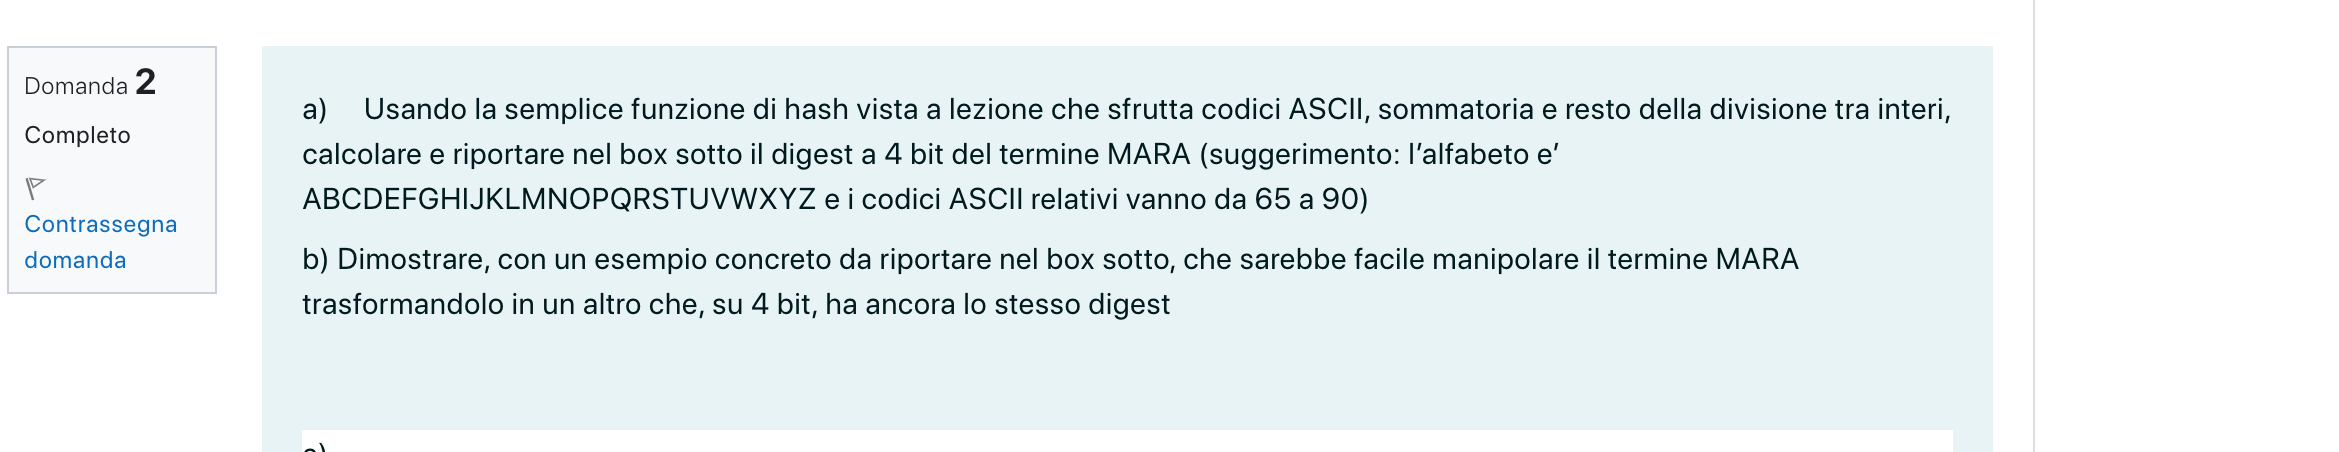 Domanda 2
Completo
Contrassegna
domanda
a) Usando la semplice funzione di hash vista a lezione che sfrutta codici ASCII, sommatoria e resto della divisione tra interi,
calcolare e riportare nel box sotto il digest a 4 bit del termine MARA (suggerimento: l’alfabeto e’
ABCDEFGHIJKLMNOPQRSTUVWXYZ e i codici ASCII relativi vanno da 65 a 90)
b) Dimostrare, con un esempio concreto da riportare nel box sotto, che sarebbe facile manipolare il termine MARA
trasformandolo in un altro che, su 4 bit, ha ancora lo stesso digest